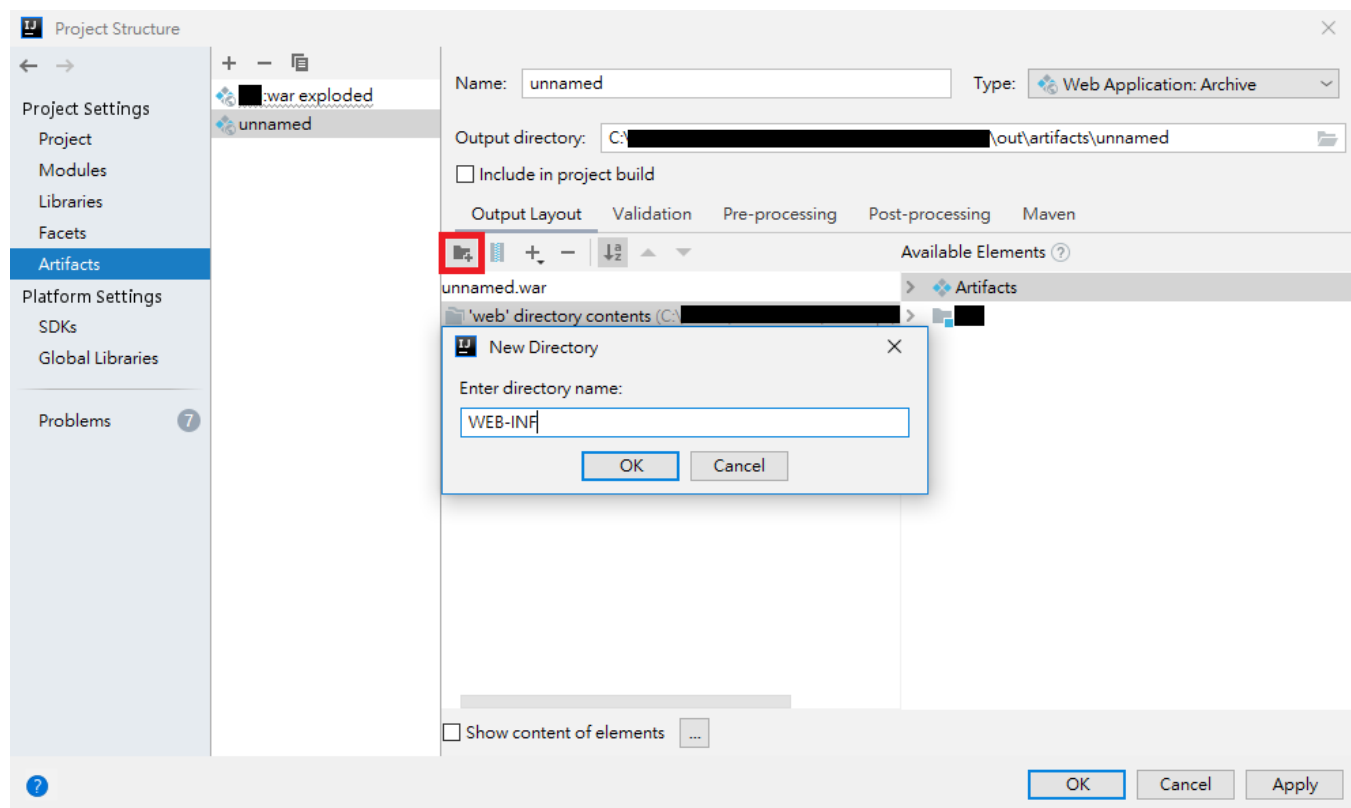 Project Structure
Project Settings
Project
Modules
Libraries
Facets
Artifacts
Platform Settings
SDKs
Global Libraries
Problems 7
:war exploded
unnamed
Name: unnamed Type: Web Application: Archive
Output directory: C:\ \out\artifacts\unnamed
Include in project build
Output Layout Validation Pre-processing Post-processing Maven
Available Elements ?
unnamed.war
'web' directory contents (C:\
Artifacts
New Directory
Enter directory name:
WEB-INF
OK Cancel
Show content of elements ...
? OK Cancel Apply